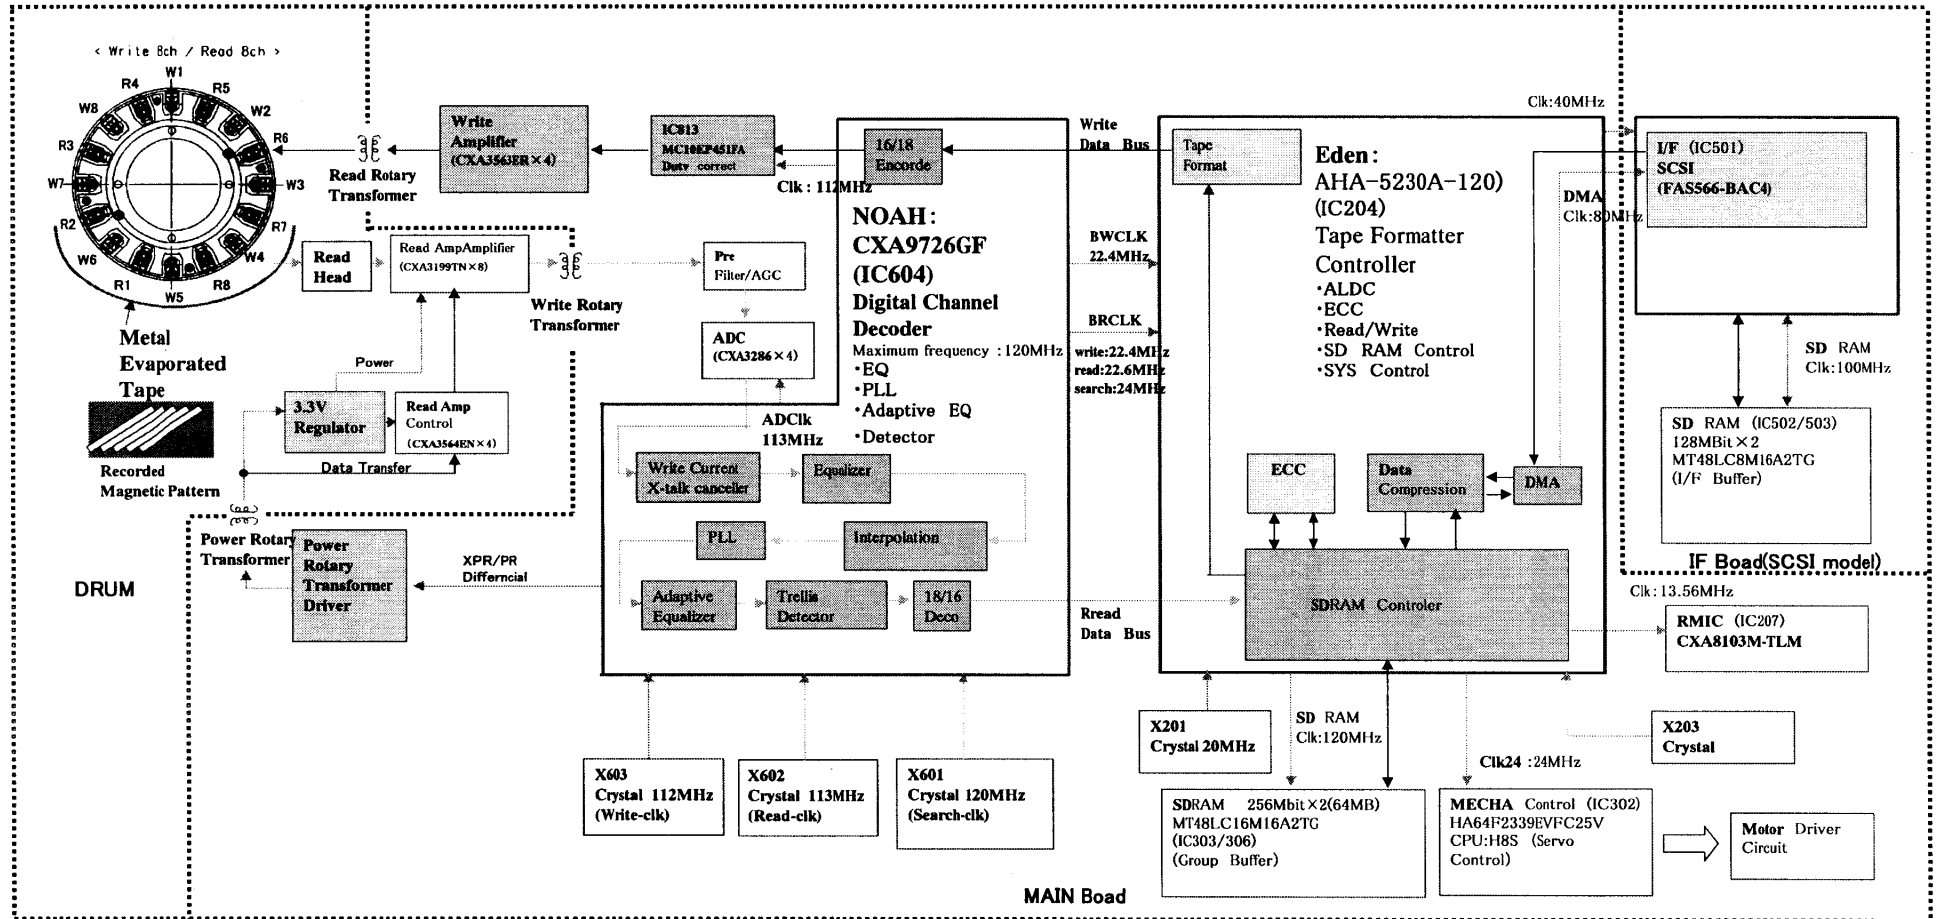 < Write 8ch / Read 8ch >
W1
R5
W2
R6
W3
R7
W4
R8
W5
R1
W6
R2
W7
R3
W8
R4
Metal
Evaporated
Tape
Recorded
Magnetic Pattern
DRUM
Read Rotary
Transformer
Write
Amplifier
(CXA3563ER×4)
IC813
MC10EP451FA
Duty correct
Clk : 112MHz
16/18
Encorde
Read
Head
Read AmpAmplifier
(CXA3199TN×8)
Write Rotary
Transformer
Pre
Filter/AGC
ADC
(CXA3286×4)
ADClk
113MHz
Power
3.3V
Regulator
Read Amp
Control
(CXA3564EN×4)
Data Transfer
Power Rotary
Transformer
Power
Rotary
Transformer
Driver
XPR/PR
Differncial
NOAH:
CXA9726GF
(IC604)
Digital Channel
Decoder
Maximum frequency :120MHz
・EQ
・PLL
・Adaptive EQ
・Detector
Write Current
X-talk canceller
Equalizer
PLL
Interpolation
Adaptive
Equalizer
Trellis
Detector
18/16
Deco
X603
Crystal 112MHz
(Write-clk)
X602
Crystal 113MHz
(Read-clk)
X601
Crystal 120MHz
(Search-clk)
Write
Data Bus
BWCLK
22.4MHz
BRCLK
write:22.4MHz
read:22.6MHz
search:24MHz
Rread
Data Bus
Tape
Format
Eden:
AHA-5230A-120)
(IC204)
Tape Formatter
Controller
・ALDC
・ECC
・Read/Write
・SD RAM Control
・SYS Control
ECC
Data
Compression
DMA
SDRAM Controler
Clk:40MHz
DMA
Clk:80MHz
I/F (IC501)
SCSI
(FAS566-BAC4)
SD RAM
Clk:100MHz
SD RAM (IC502/503)
128MBit×2
MT48LC8M16A2TG
(I/F Buffer)
IF Boad(SCSI model)
Clk:13.56MHz
RMIC (IC207)
CXA8103M-TLM
X201
Crystal 20MHz
SD RAM
Clk:120MHz
X203
Crystal
Clk24 :24MHz
SDRAM 256Mbit×2(64MB)
MT48LC16M16A2TG
(IC303/306)
(Group Buffer)
MECHA Control (IC302)
HA64F2339EVFC25V
CPU:H8S (Servo
Control)
Motor Driver
Circuit
MAIN Boad